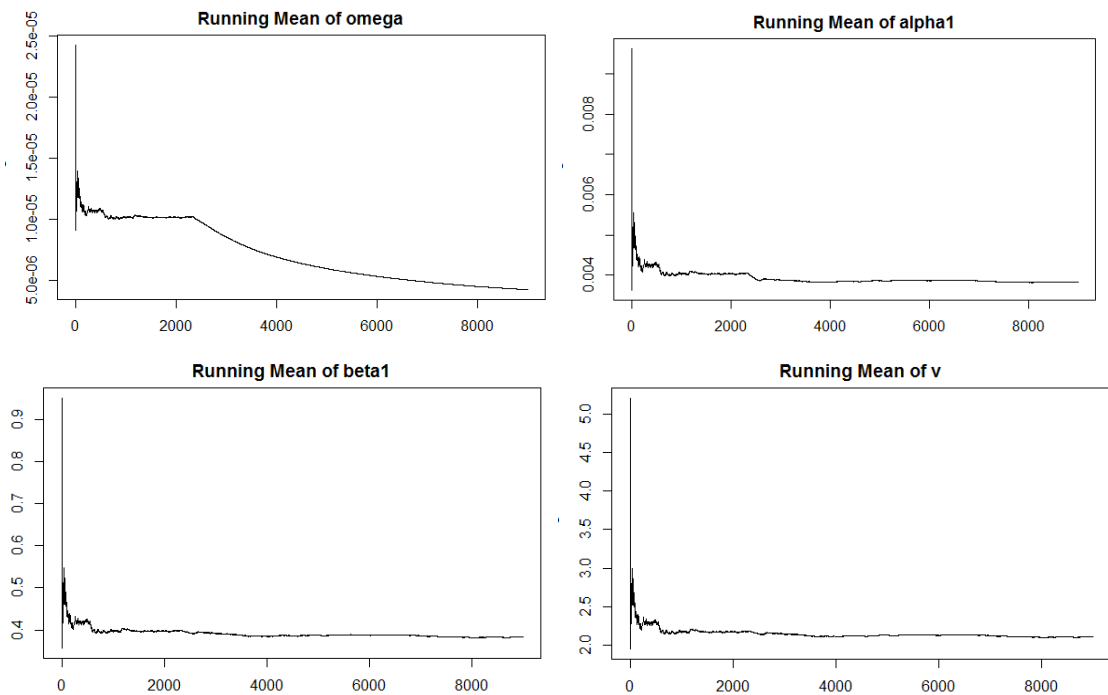 Running Mean of omega
2.5e-05
2.0e-05
1.5e-05
1.0e-05
5.0e-06
0 2000 4000 6000 8000
Running Mean of alpha1
0.008
0.006
0.004
0 2000 4000 6000 8000
Running Mean of beta1
0.9
0.8
0.7
0.6
0.5
0.4
0 2000 4000 6000 8000
Running Mean of v
5.0
4.5
4.0
3.5
3.0
2.5
2.0
0 2000 4000 6000 8000